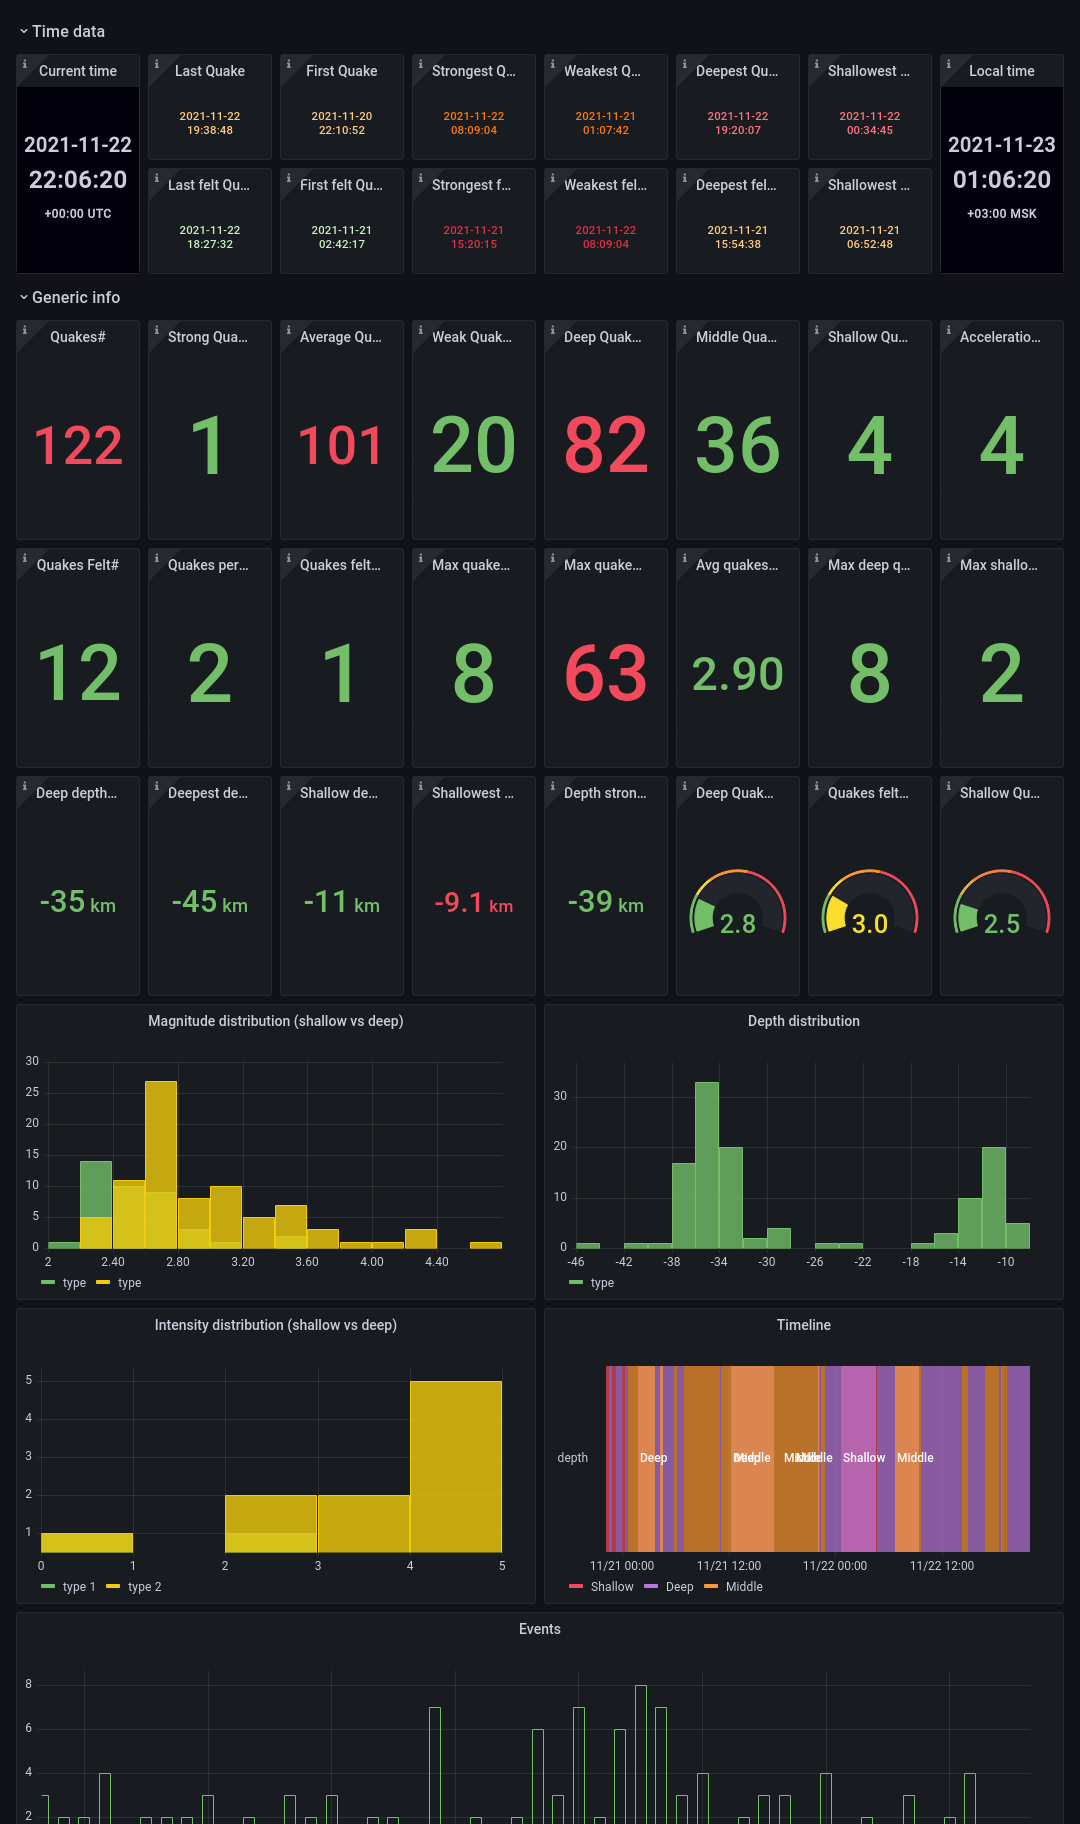 Time data
Current time
Last Quake
First Quake
Strongest Q...
Weakest Q...
Deepest Qu...
Shallowest ...
Local time
2021-11-22
22:06:20
+00:00 UTC
2021-11-22
19:38:48
2021-11-20
22:10:52
2021-11-22
08:09:04
2021-11-21
01:07:42
2021-11-22
19:20:07
2021-11-22
00:34:45
2021-11-23
01:06:20
+03:00 MSK
Last felt Qu...
First felt Qu...
Strongest f...
Weakest fel...
Deepest fel...
Shallowest ...
2021-11-22
18:27:32
2021-11-21
02:42:17
2021-11-21
15:20:15
2021-11-22
08:09:04
2021-11-21
15:54:38
2021-11-21
06:52:48
Generic info
Quakes#
Strong Qua...
Average Qu...
Weak Quak...
Deep Quak...
Middle Qua...
Shallow Qu...
Acceleratio...
122
1
101
20
82
36
4
4
Quakes Felt#
Quakes per...
Quakes felt...
Max quake...
Max quake...
Avg quakes...
Max deep q...
Max shallo...
12
2
1
8
63
2.90
8
2
Deep depth...
Deepest de...
Shallow de...
Shallowest ...
Depth stron...
Deep Quak...
Quakes felt...
Shallow Qu...
-35 km
-45 km
-11 km
-9.1 km
-39 km
2.8
3.0
2.5
Magnitude distribution (shallow vs deep)
30
25
20
15
10
5
0
2 2.40 2.80 3.20 3.60 4.00 4.40
type type
Depth distribution
30
20
10
0
-46 -42 -38 -34 -30 -26 -22 -18 -14 -10
type
Intensity distribution (shallow vs deep)
5
4
3
2
1
0 1 2 3 4 5
type 1 type 2
Timeline
depth
Deep
Middle
Shallow
Middle
11/21 00:00 11/21 12:00 11/22 00:00 11/22 12:00
Shallow Deep Middle
Events
8
6
4
2